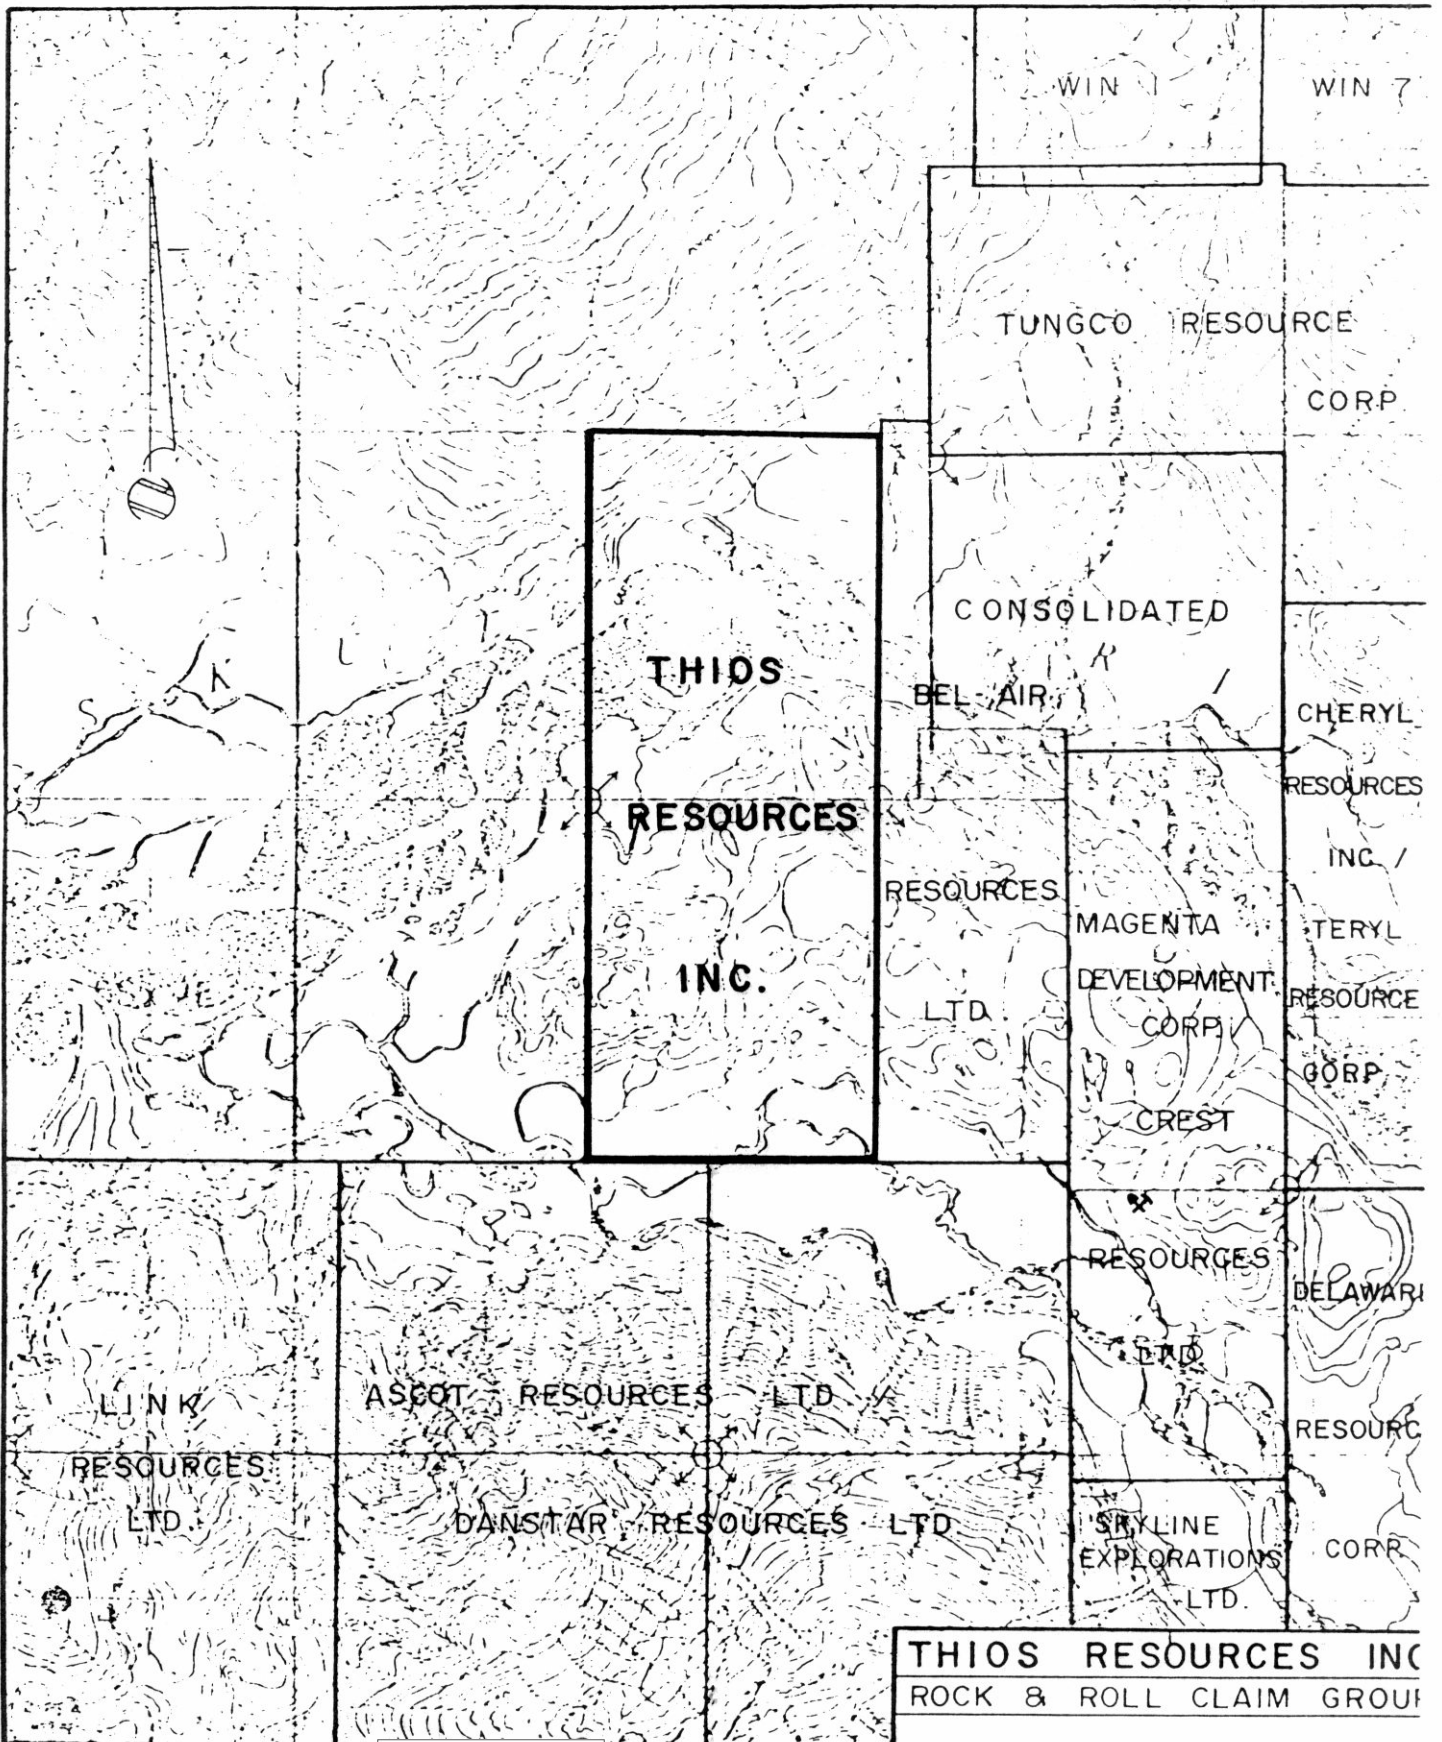 WIN 1
WIN 7
TUNGCO RESOURCE
CORP.
CONSOLIDATED
BEL-AIR
RESOURCES
LTD.
THIOS
RESOURCES
INC.
S K I
CHERYL
RESOURCES
INC. /
TERYL
RESOURCE
CORP.
MAGENTA
DEVELOPMENT
CORP. /
CREST
RESOURCES
LTD.
DELAWAR
RESOURC
CORP.
LINK
RESOURCES
LTD.
ASCOT RESOURCES LTD. /
DANSTAR RESOURCES LTD.
SKYLINE
EXPLORATIONS
LTD.
THIOS RESOURCES INC
ROCK & ROLL CLAIM GROUP